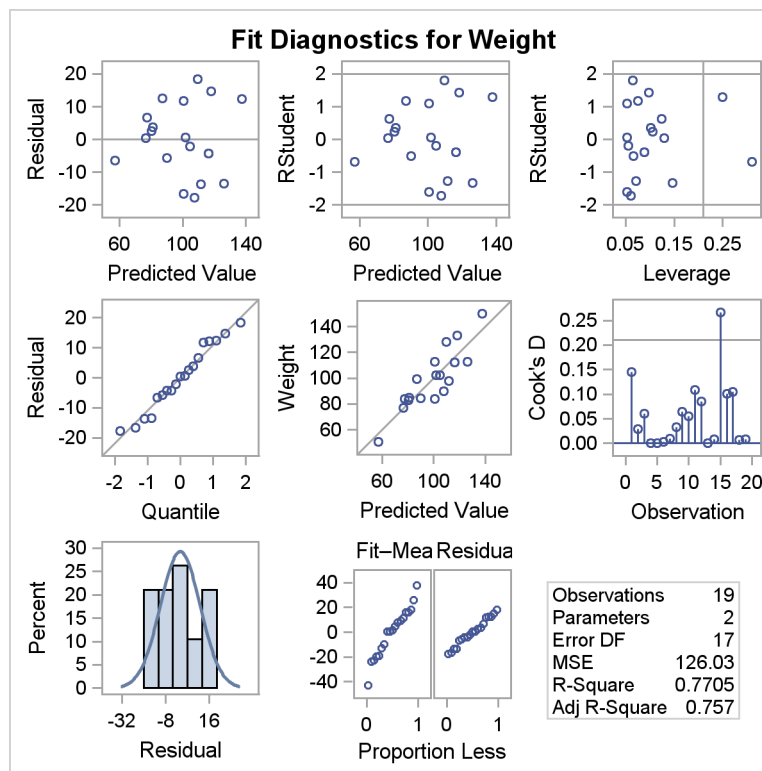 Fit Diagnostics for Weight
20
10
0
-10
-20
Residual
60 100 140
Predicted Value
2
1
0
-1
-2
RStudent
60 100 140
Predicted Value
2
1
0
-1
-2
RStudent
0.05 0.15 0.25
Leverage
20
10
0
-10
-20
Residual
-2 -1 0 1 2
Quantile
140
120
100
80
60
Weight
60 100 140
Predicted Value
0.25
0.20
0.15
0.10
0.05
0.00
Cook's D
0 5 10 15 20
Observation
30
25
20
15
10
5
0
Percent
-32 -8 16
Residual
Fit–Mea Residua
40
20
0
-20
-40
0 1 0 1
Proportion Less
Observations 19
Parameters 2
Error DF 17
MSE 126.03
R-Square 0.7705
Adj R-Square 0.757